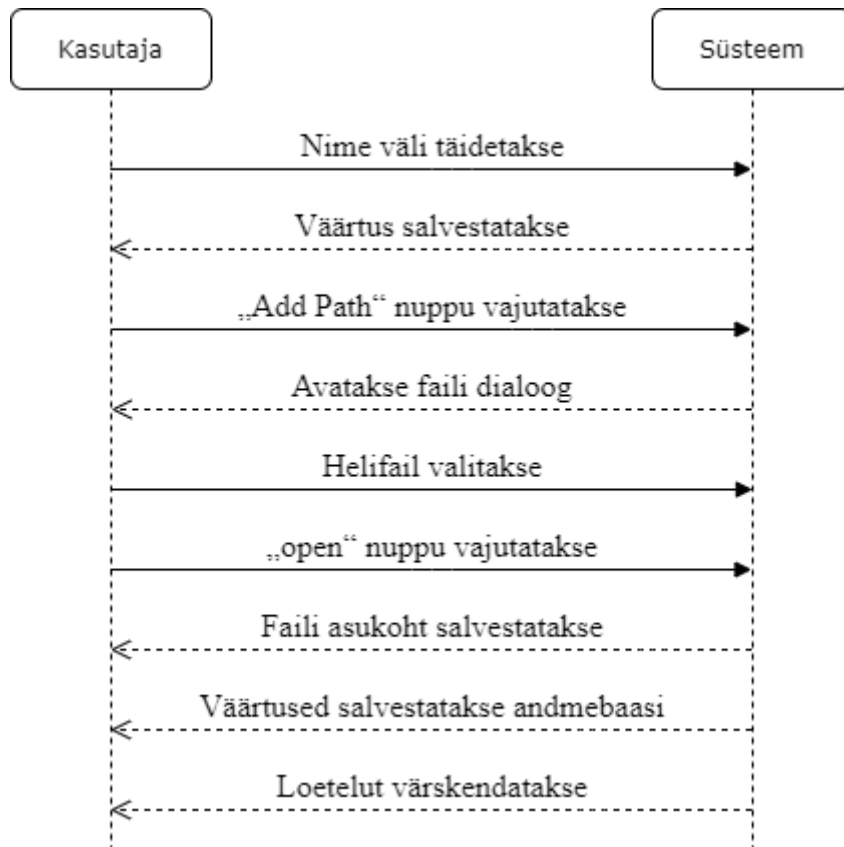 Kasutaja
Süsteem
Nime väli täidetakse
Väärtus salvestatakse
„Add Path“ nuppu vajutatakse
Avatakse faili dialoog
Helifail valitakse
„open“ nuppu vajutatakse
Faili asukoht salvestatakse
Väärtused salvestatakse andmebaasi
Loetelut värskendatakse